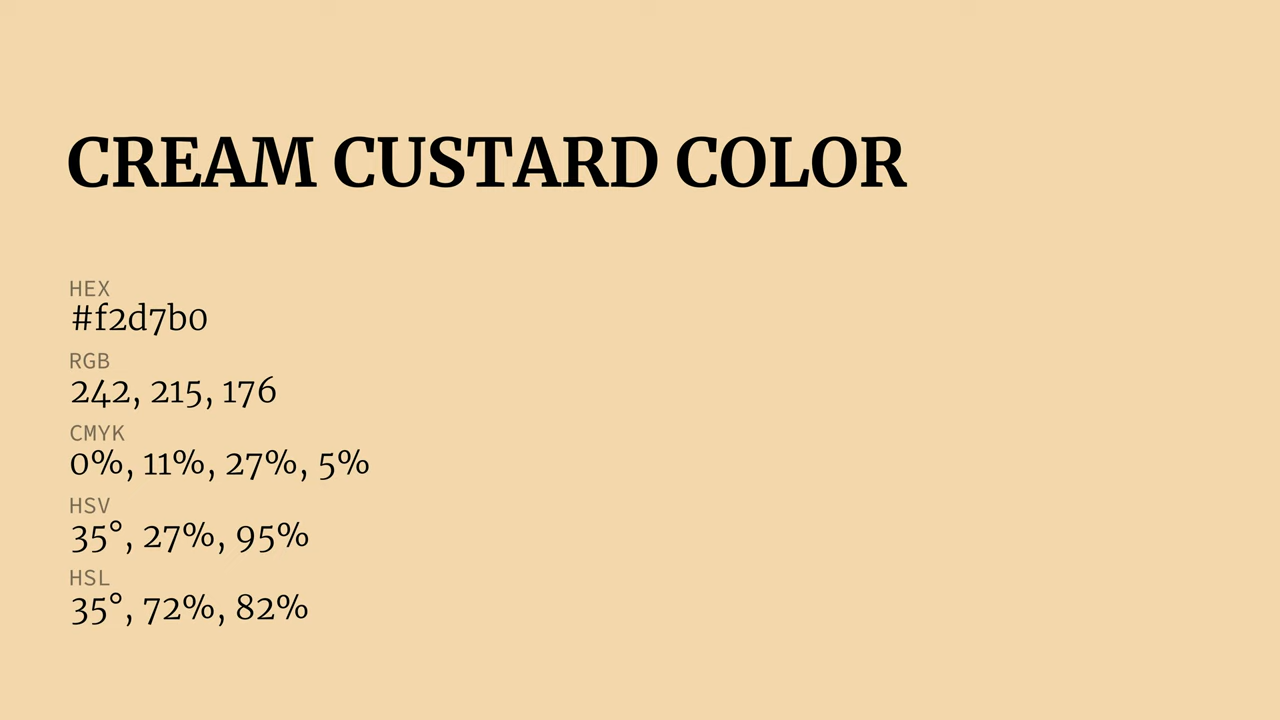 CREAM CUSTARD COLOR
HEX
#f2d7b0
RGB
242, 215, 176
CMYK
0%, 11%, 27%, 5%
HSV
35°, 27%, 95%
HSL
35°, 72%, 82%